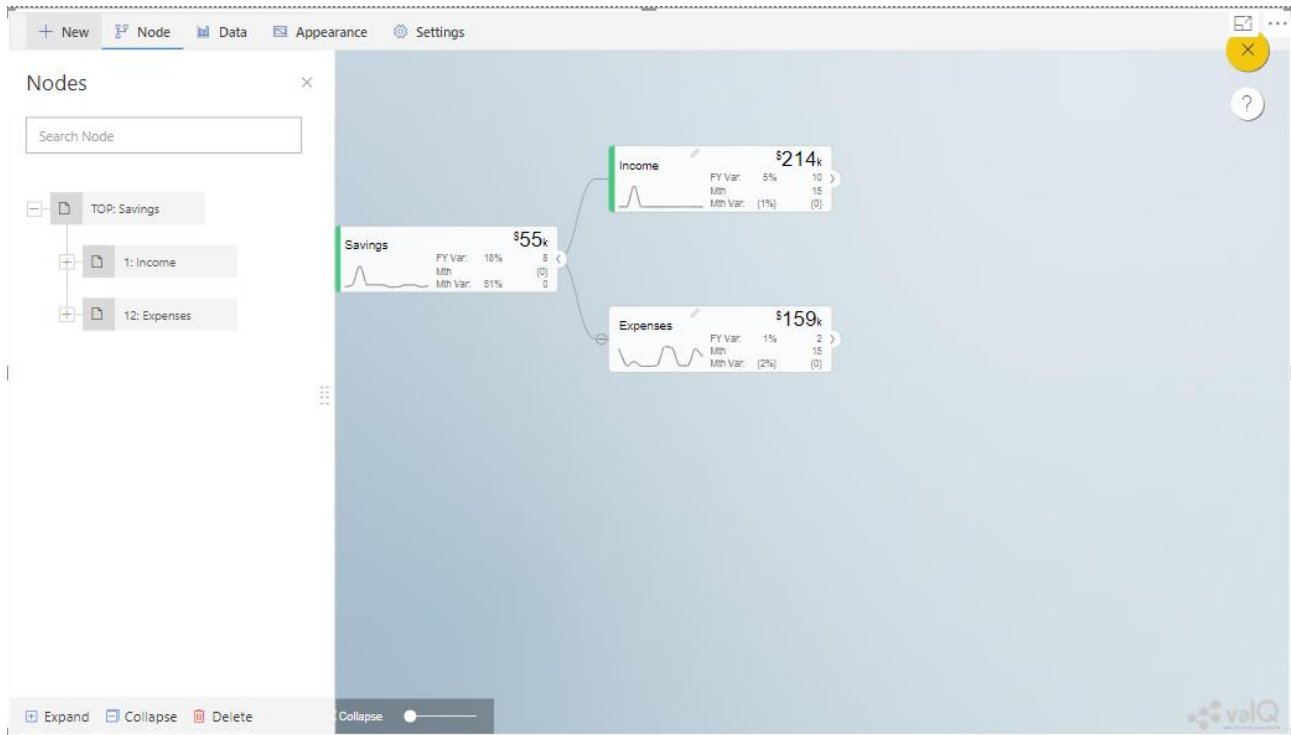 New Node Data Appearance Settings
Nodes
Search Node
TOP: Savings
1: Income
12: Expenses
Income $214k
FY Var. 5% 10
Mth 15
Mth Var. (1%) (0)
Savings $55k
FY Var. 18% 8
Mth (0)
Mth Var. 51% 0
Expenses $159k
FY Var. 1% 2
Mth 15
Mth Var. (2%) (0)
Expand Collapse Delete
Collapse
valQ